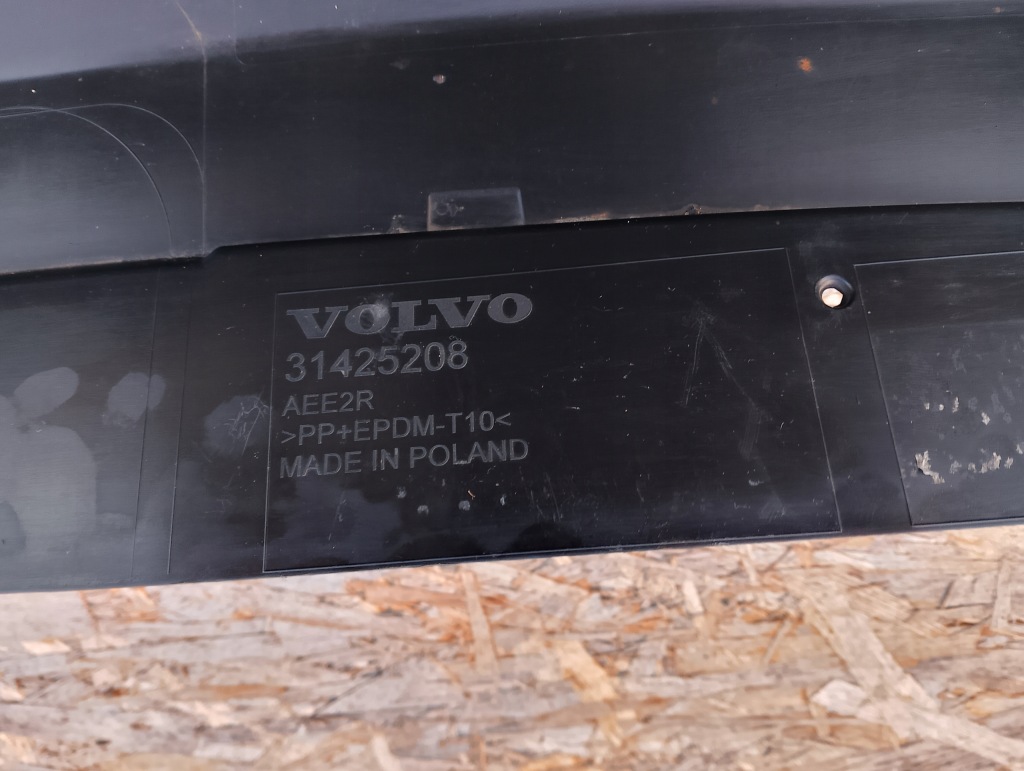 VOLVO
31425208
AEE2R
>PP+EPDM-T10<
MADE IN POLAND